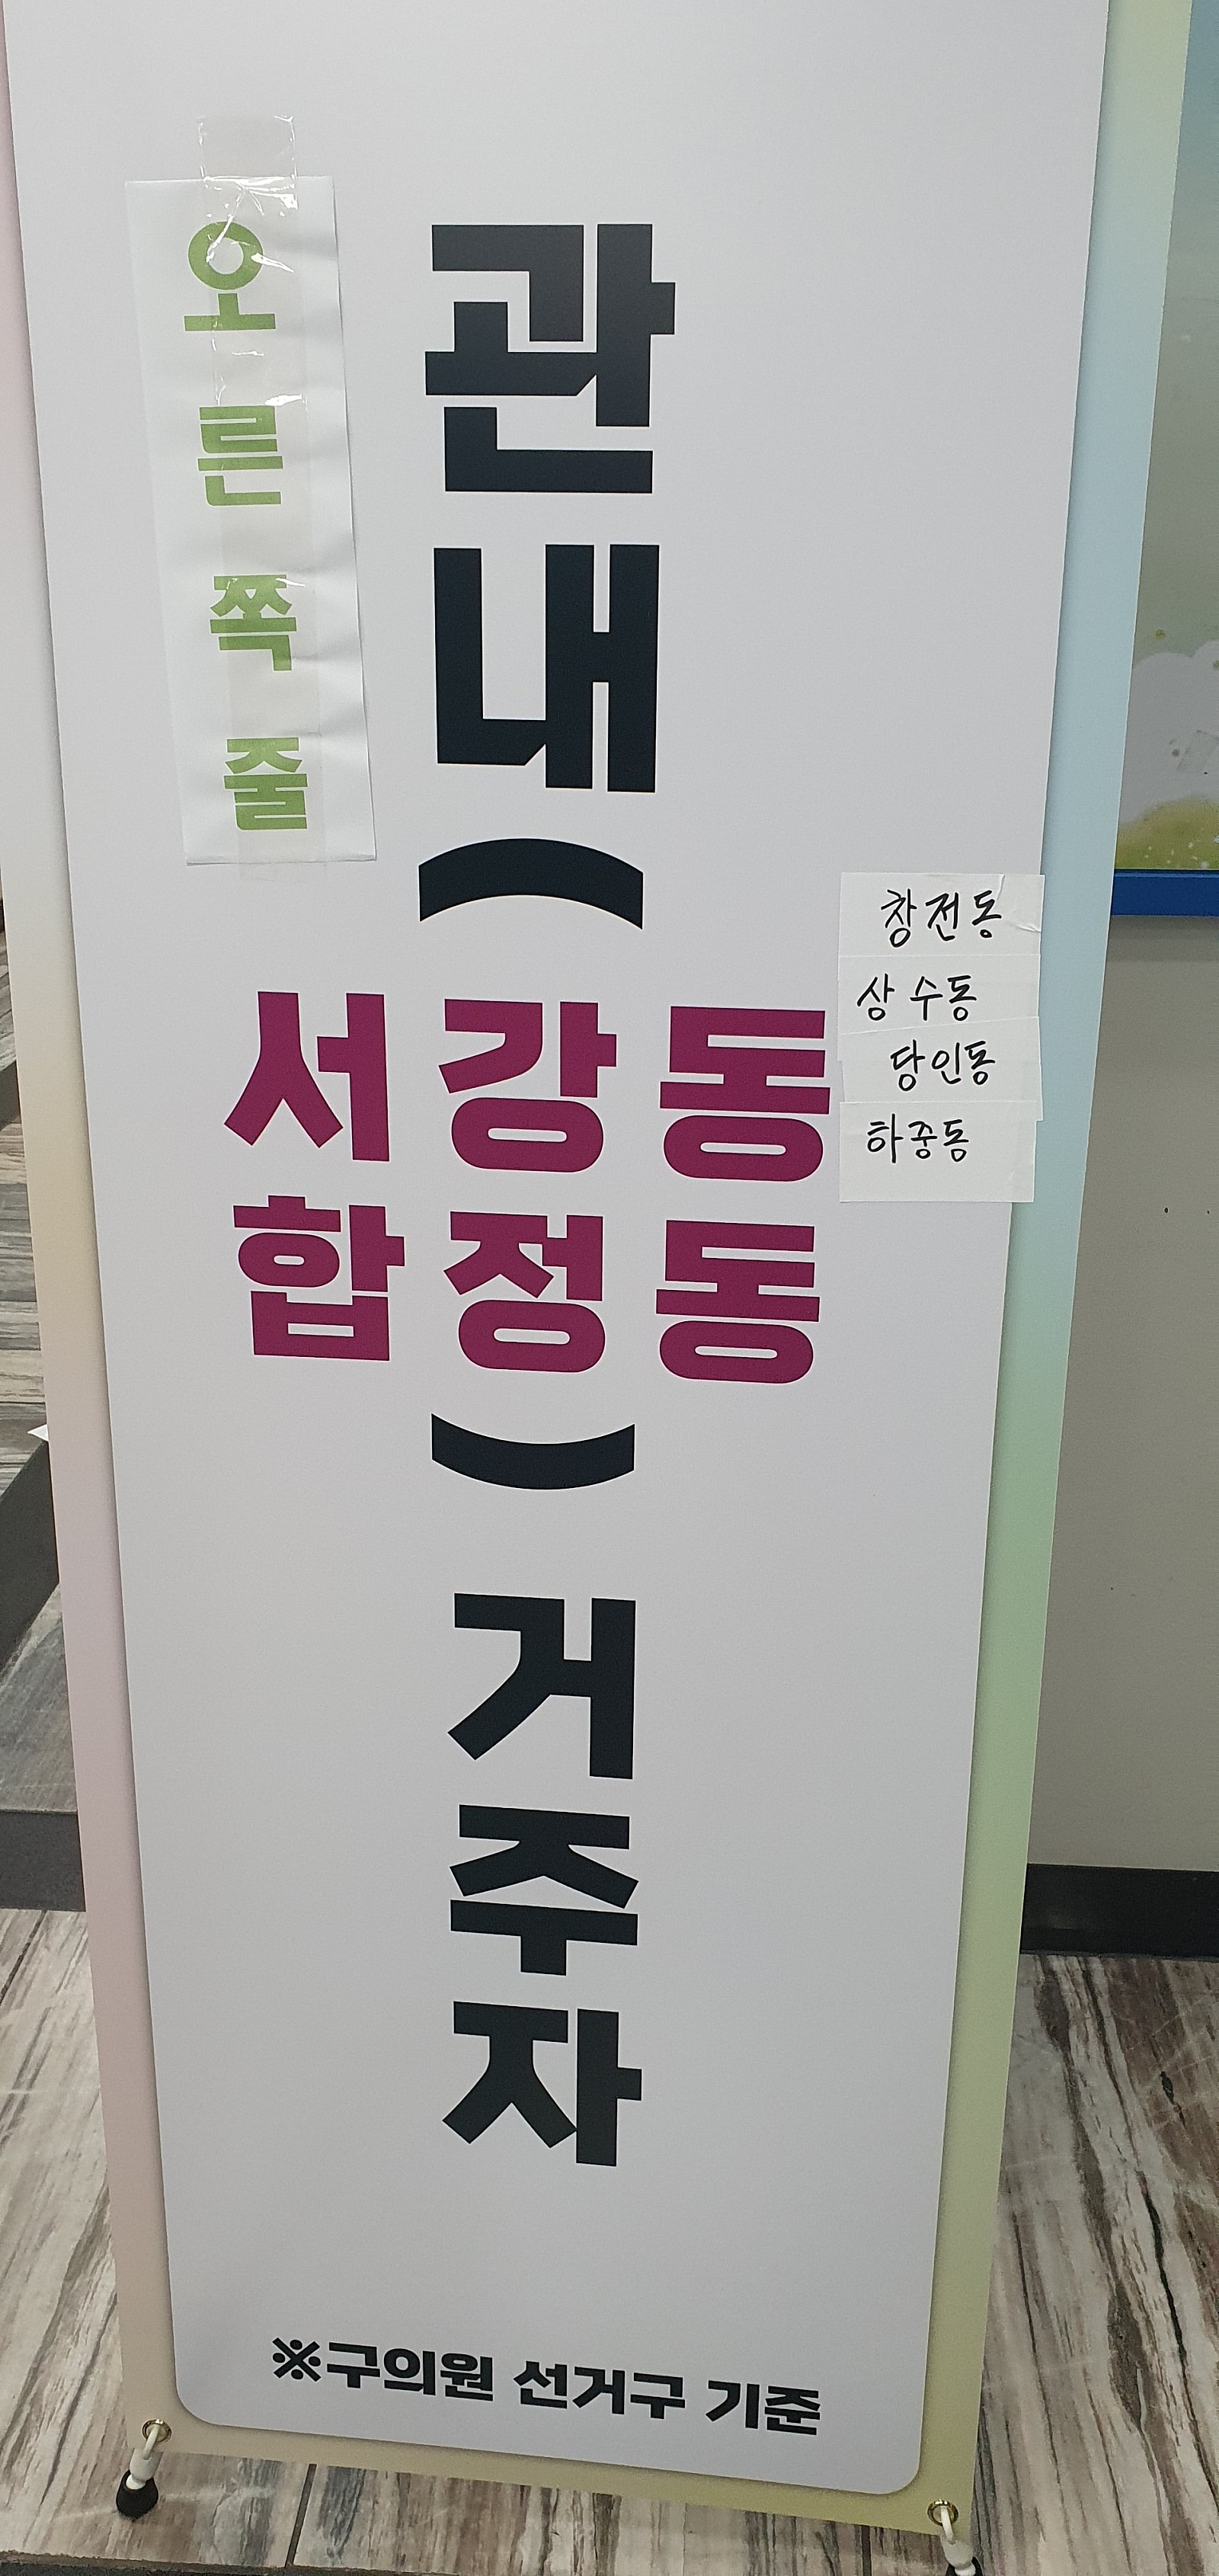 오른쪽줄
관내(
서강동
합정동
)거주자
창전동
상수동
당인동
하중동
※구의원 선거구 기준